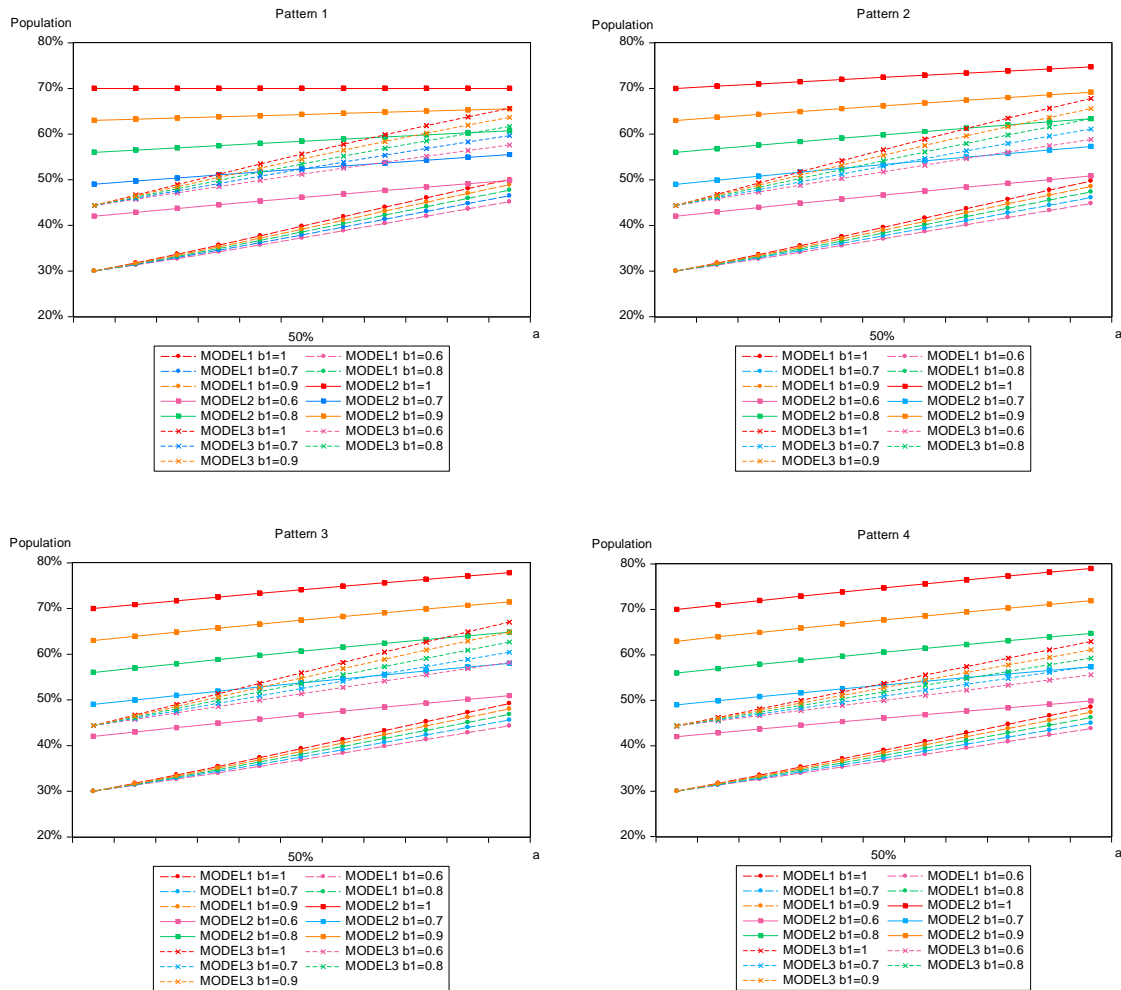 Pattern 1
Population
80%
70%
60%
50%
40%
30%
20%
50%
a
MODEL1 b1=1 MODEL1 b1=0.6
MODEL1 b1=0.7 MODEL1 b1=0.8
MODEL1 b1=0.9 MODEL2 b1=1
MODEL2 b1=0.6 MODEL2 b1=0.7
MODEL2 b1=0.8 MODEL2 b1=0.9
MODEL3 b1=1 MODEL3 b1=0.6
MODEL3 b1=0.7 MODEL3 b1=0.8
MODEL3 b1=0.9
Pattern 2
Population
80%
70%
60%
50%
40%
30%
20%
50%
a
MODEL1 b1=1 MODEL1 b1=0.6
MODEL1 b1=0.7 MODEL1 b1=0.8
MODEL1 b1=0.9 MODEL2 b1=1
MODEL2 b1=0.6 MODEL2 b1=0.7
MODEL2 b1=0.8 MODEL2 b1=0.9
MODEL3 b1=1 MODEL3 b1=0.6
MODEL3 b1=0.7 MODEL3 b1=0.8
MODEL3 b1=0.9
Pattern 3
Population
80%
70%
60%
50%
40%
30%
20%
50%
a
MODEL1 b1=1 MODEL1 b1=0.6
MODEL1 b1=0.7 MODEL1 b1=0.8
MODEL1 b1=0.9 MODEL2 b1=1
MODEL2 b1=0.6 MODEL2 b1=0.7
MODEL2 b1=0.8 MODEL2 b1=0.9
MODEL3 b1=1 MODEL3 b1=0.6
MODEL3 b1=0.7 MODEL3 b1=0.8
MODEL3 b1=0.9
Pattern 4
Population
80%
70%
60%
50%
40%
30%
20%
50%
a
MODEL1 b1=1 MODEL1 b1=0.6
MODEL1 b1=0.7 MODEL1 b1=0.8
MODEL1 b1=0.9 MODEL2 b1=1
MODEL2 b1=0.6 MODEL2 b1=0.7
MODEL2 b1=0.8 MODEL2 b1=0.9
MODEL3 b1=1 MODEL3 b1=0.6
MODEL3 b1=0.7 MODEL3 b1=0.8
MODEL3 b1=0.9